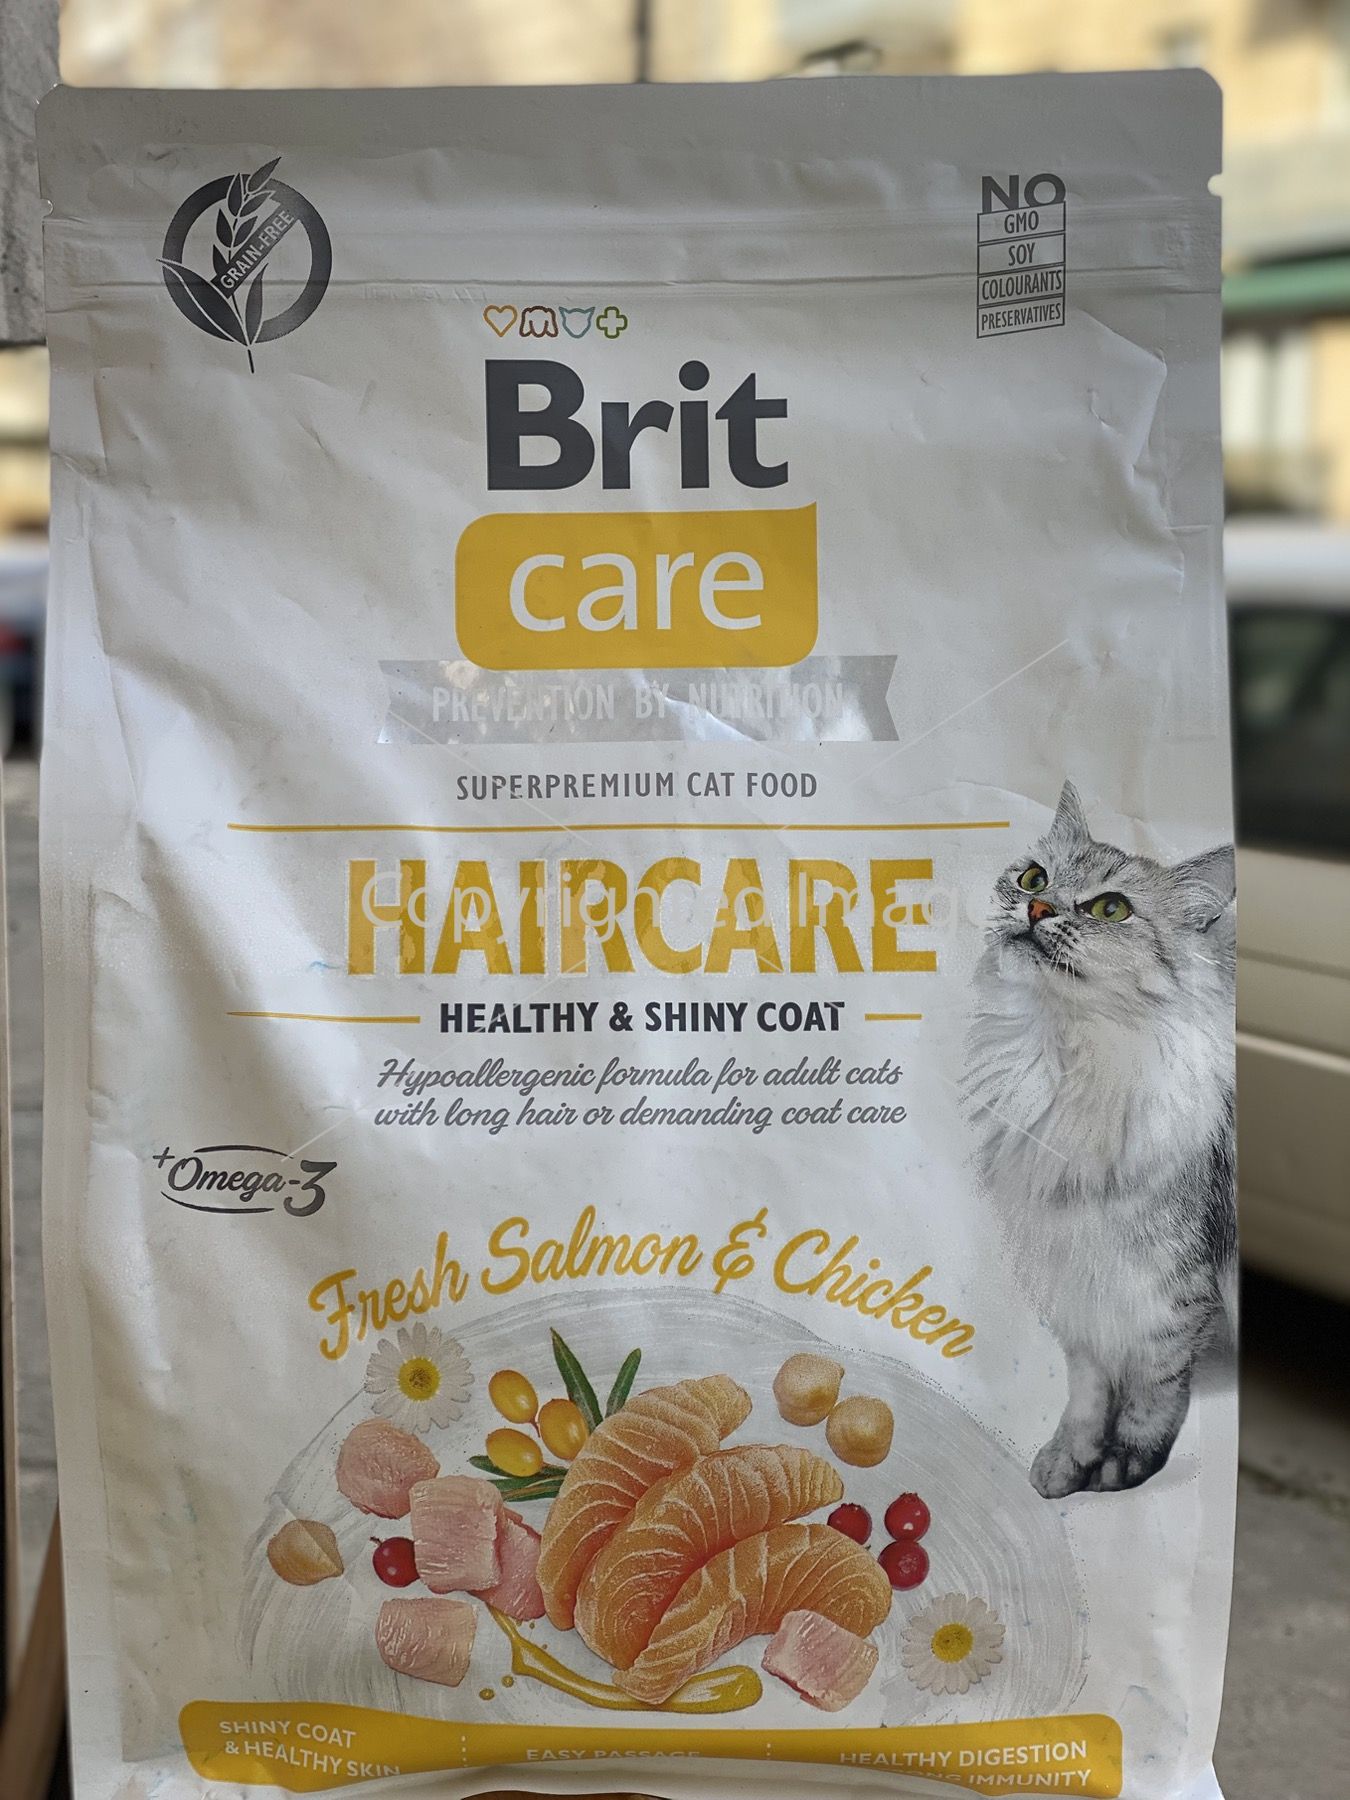 GRAIN-FREE
NO
GMO
SOY
COLOURANTS
PRESERVATIVES
Brit
care
PREVENTION BY NUTRITION
SUPERPREMIUM CAT FOOD
HAIRCARE
Copyrighted Image
HEALTHY & SHINY COAT
Hypoallergenic formula for adult cats
with long hair or demanding coat care
+Omega-3
Fresh Salmon & Chicken
SHINY COAT
& HEALTHY SKIN
EASY PASSAGE
HEALTHY DIGESTION
IMMUNITY